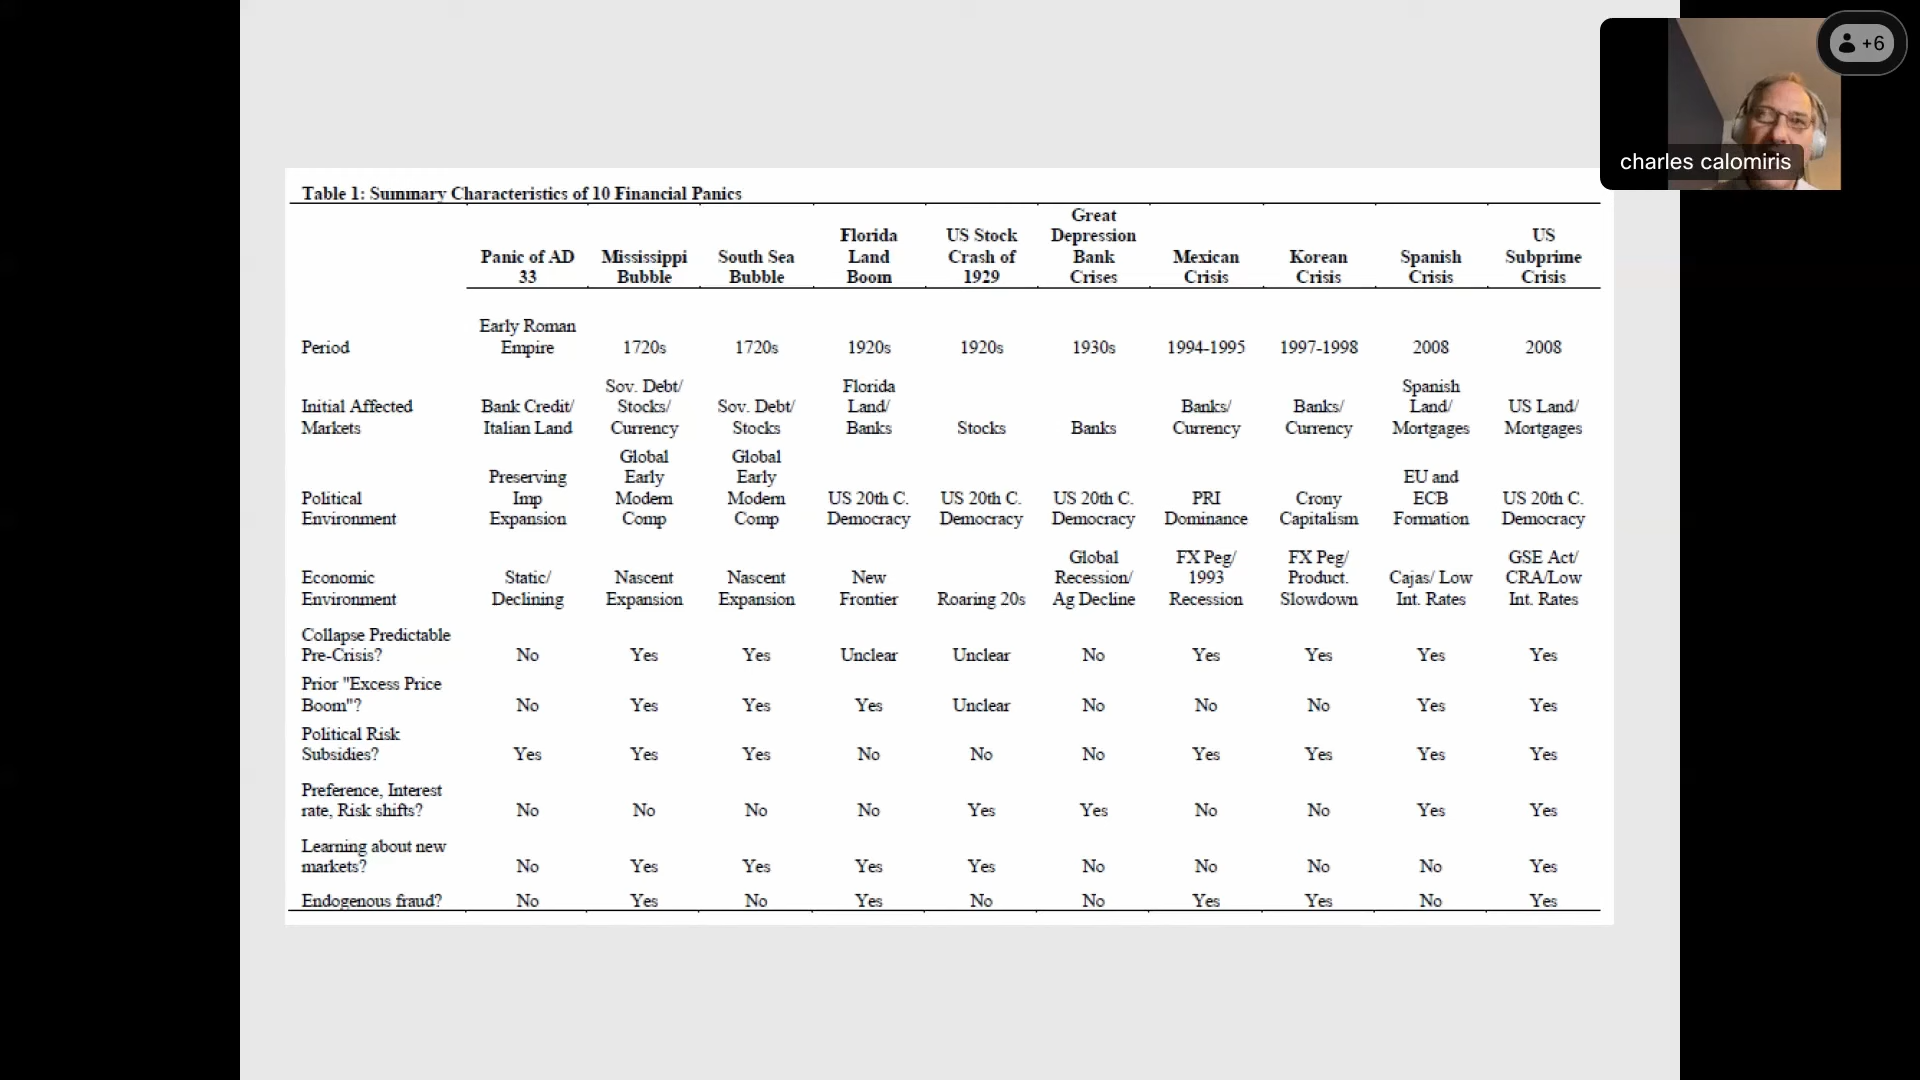 +6
charles calomiris
Table 1: Summary Characteristics of 10 Financial Panics
Panic of AD 33 Mississippi Bubble South Sea Bubble Florida Land Boom US Stock Crash of 1929 Great Depression Bank Crises Mexican Crisis Korean Crisis Spanish Crisis US Subprime Crisis
Period Early Roman Empire 1720s 1720s 1920s 1920s 1930s 1994-1995 1997-1998 2008 2008
Initial Affected Markets Bank Credit/ Italian Land Sov. Debt/ Stocks/ Currency Sov. Debt/ Stocks Florida Land/ Banks Stocks Banks Banks/ Currency Banks/ Currency Spanish Land/ Mortgages US Land/ Mortgages
Political Environment Preserving Imp Expansion Global Early Modern Comp Global Early Modern Comp US 20th C. Democracy US 20th C. Democracy US 20th C. Democracy PRI Dominance Crony Capitalism EU and ECB Formation US 20th C. Democracy
Economic Environment Static/ Declining Nascent Expansion Nascent Expansion New Frontier Roaring 20s Global Recession/ Ag Decline FX Peg/ 1993 Recession FX Peg/ Product. Slowdown Cajas/ Low Int. Rates GSE Act/ CRA/Low Int. Rates
Collapse Predictable Pre-Crisis? No Yes Yes Unclear Unclear No Yes Yes Yes Yes
Prior "Excess Price Boom"? No Yes Yes Yes Unclear No No No Yes Yes
Political Risk Subsidies? Yes Yes Yes No No No Yes Yes Yes Yes
Preference, Interest rate, Risk shifts? No No No No Yes Yes No No Yes Yes
Learning about new markets? No Yes Yes Yes Yes No No No No Yes
Endogenous fraud? No Yes No Yes No No Yes Yes No Yes